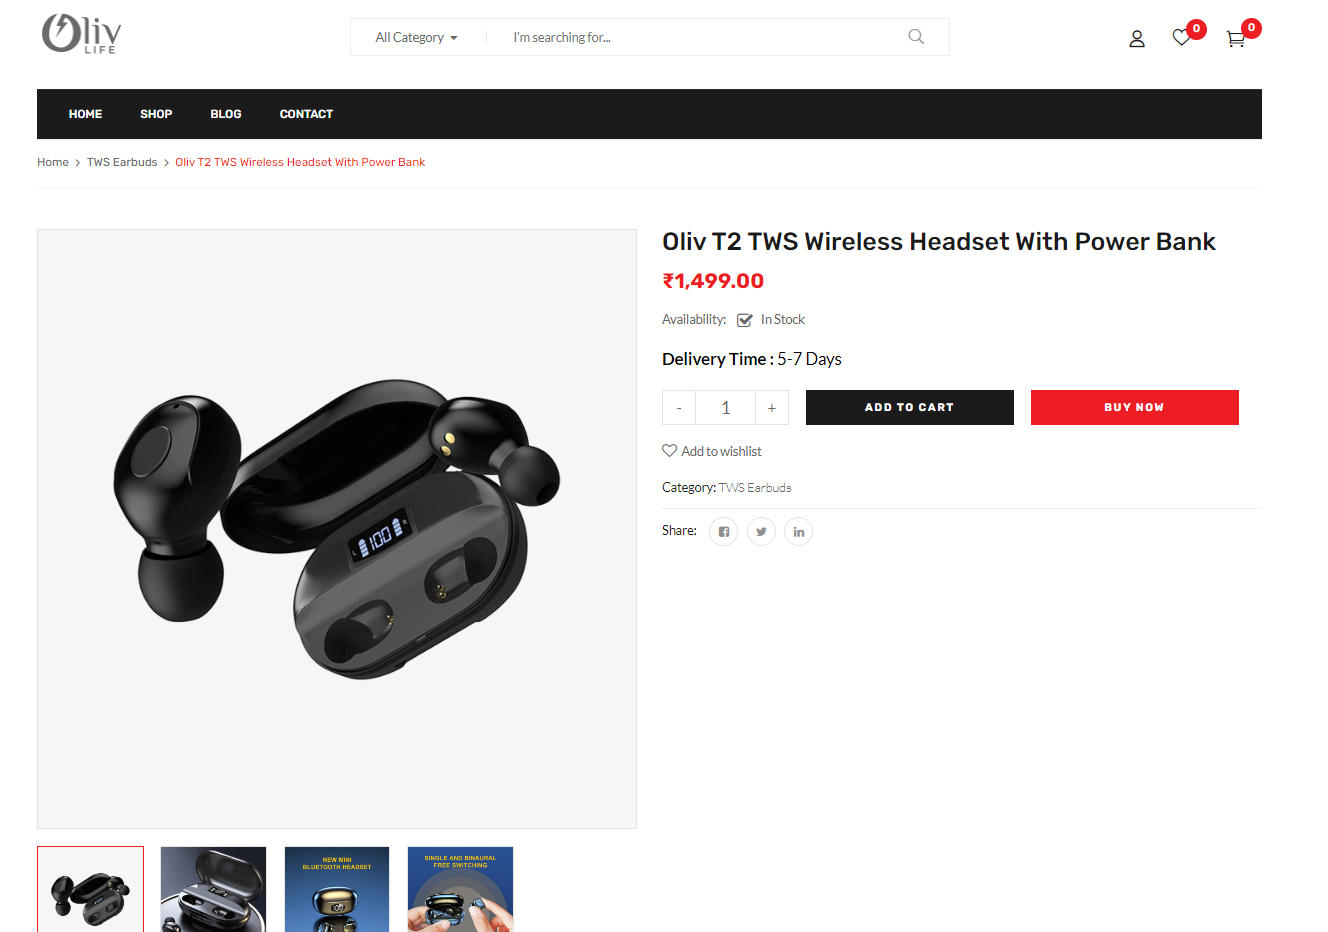 Oliv
LIFE
All Category
I'm searching for...
0
0
HOME SHOP BLOG CONTACT
Home > TWS Earbuds > Oliv T2 TWS Wireless Headset With Power Bank
Oliv T2 TWS Wireless Headset With Power Bank
₹1,499.00
Availability: In Stock
Delivery Time : 5-7 Days
- 1 + ADD TO CART BUY NOW
Add to wishlist
Category: TWS Earbuds
Share:
L 100 R
NEW MINI
BLUETOOTH HEADSET
SINGLE AND BINAURAL
FREE SWITCHING